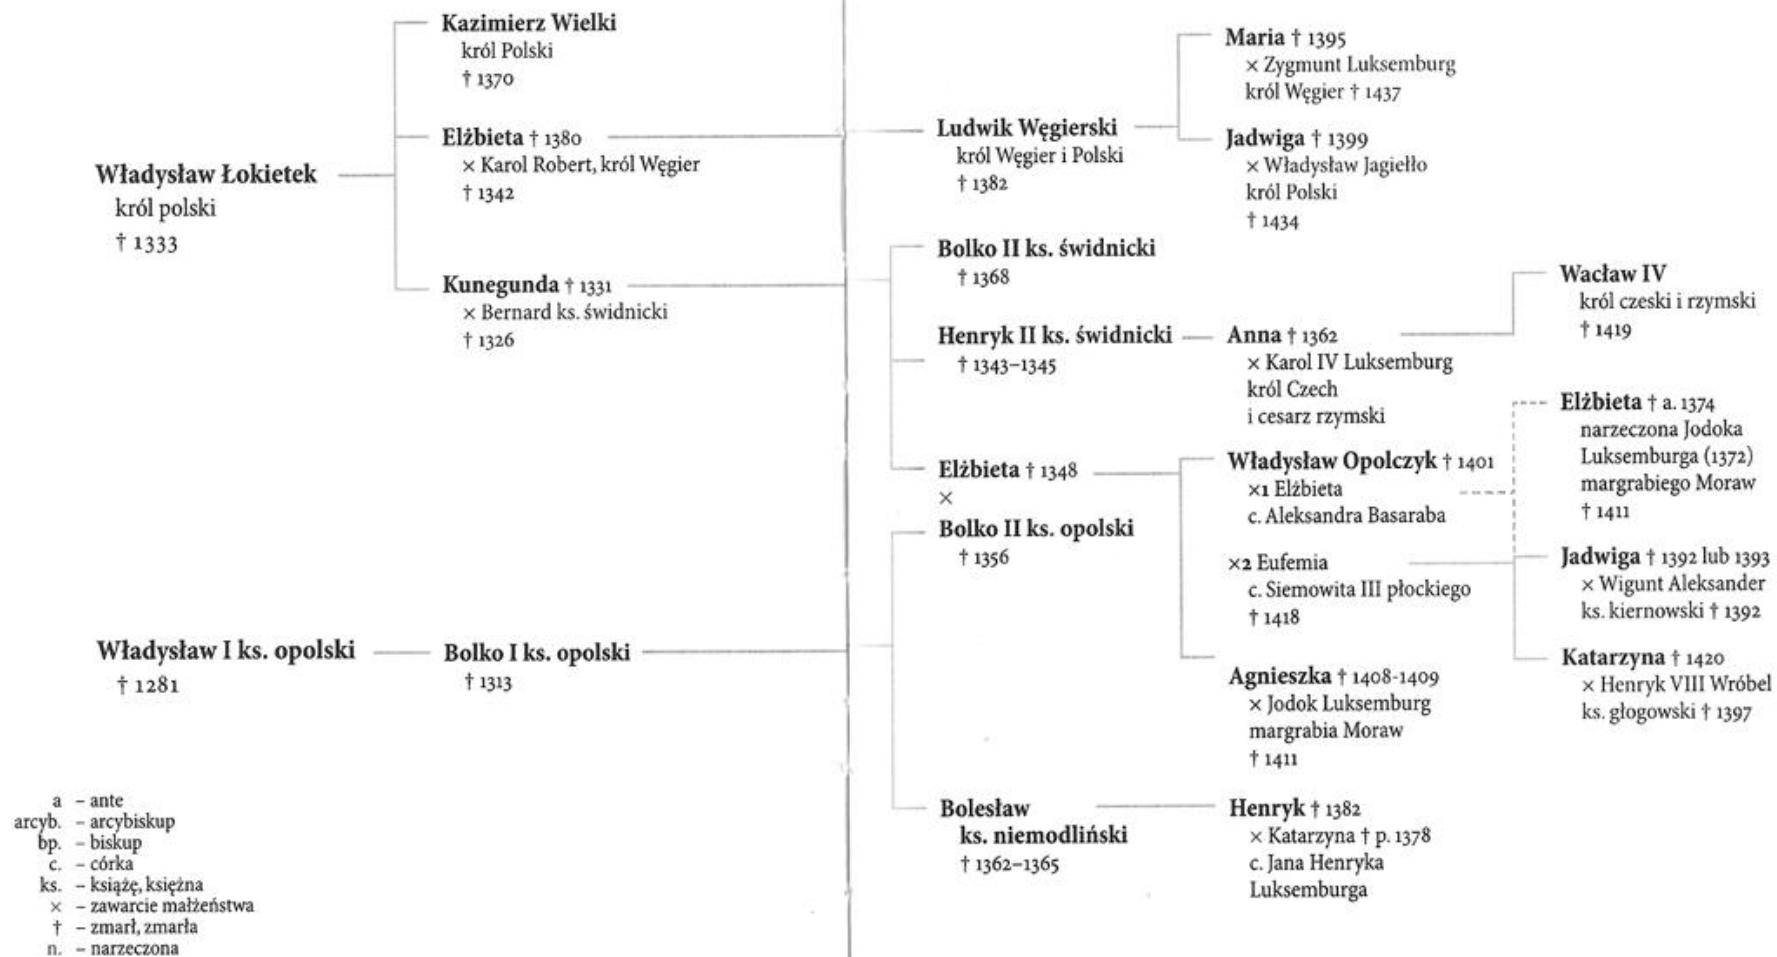 Kazimierz Wielki
król Polski
† 1370
Elżbieta † 1380
× Karol Robert, król Węgier
† 1342
Władysław Łokietek
król polski
† 1333
Kunegunda † 1331
× Bernard ks. świdnicki
† 1326
Władysław I ks. opolski
† 1281
Bolko I ks. opolski
† 1313
a – ante
arcyb. – arcybiskup
bp. – biskup
c. – córka
ks. – książę, księżna
× – zawarcie małżeństwa
† – zmarł, zmarła
n. – narzeczona
Ludwik Węgierski
król Węgier i Polski
† 1382
Maria † 1395
× Zygmunt Luksemburg
król Węgier † 1437
Jadwiga † 1399
× Władysław Jagiełło
król Polski
† 1434
Bolko II ks. świdnicki
† 1368
Henryk II ks. świdnicki
† 1343–1345
Anna † 1362
× Karol IV Luksemburg
król Czech
i cesarz rzymski
Wacław IV
król czeski i rzymski
† 1419
Elżbieta † 1348
×
Bolko II ks. opolski
† 1356
Władysław Opolczyk † 1401
×1 Elżbieta
c. Aleksandra Basaraba
×2 Eufemia
c. Siemowita III płockiego
† 1418
Elżbieta † a. 1374
narzeczona Jodoka
Luksemburga (1372)
margrabiego Moraw
† 1411
Jadwiga † 1392 lub 1393
× Wigunt Aleksander
ks. kiernowski † 1392
Katarzyna † 1420
× Henryk VIII Wróbel
ks. głogowski † 1397
Agnieszka † 1408-1409
× Jodok Luksemburg
margrabia Moraw
† 1411
Bolesław
ks. niemodliński
† 1362–1365
Henryk † 1382
× Katarzyna † p. 1378
c. Jana Henryka
Luksemburga